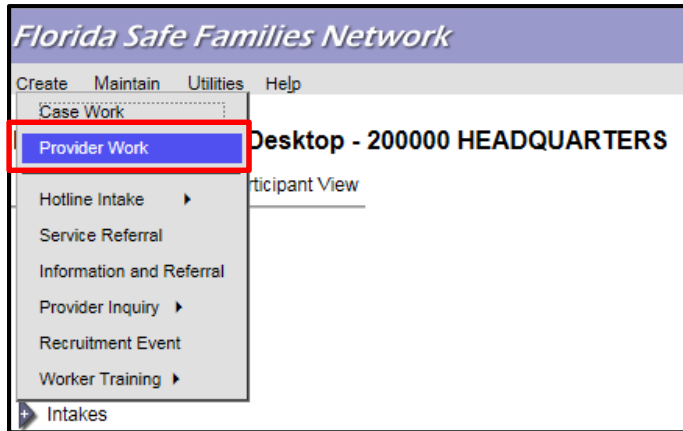 Florida Safe Families Network
Create Maintain Utilities Help
Case Work
Provider Work
Desktop - 200000 HEADQUARTERS
Hotline Intake
rticipant View
Service Referral
Information and Referral
Provider Inquiry
Recruitment Event
Worker Training
Intakes